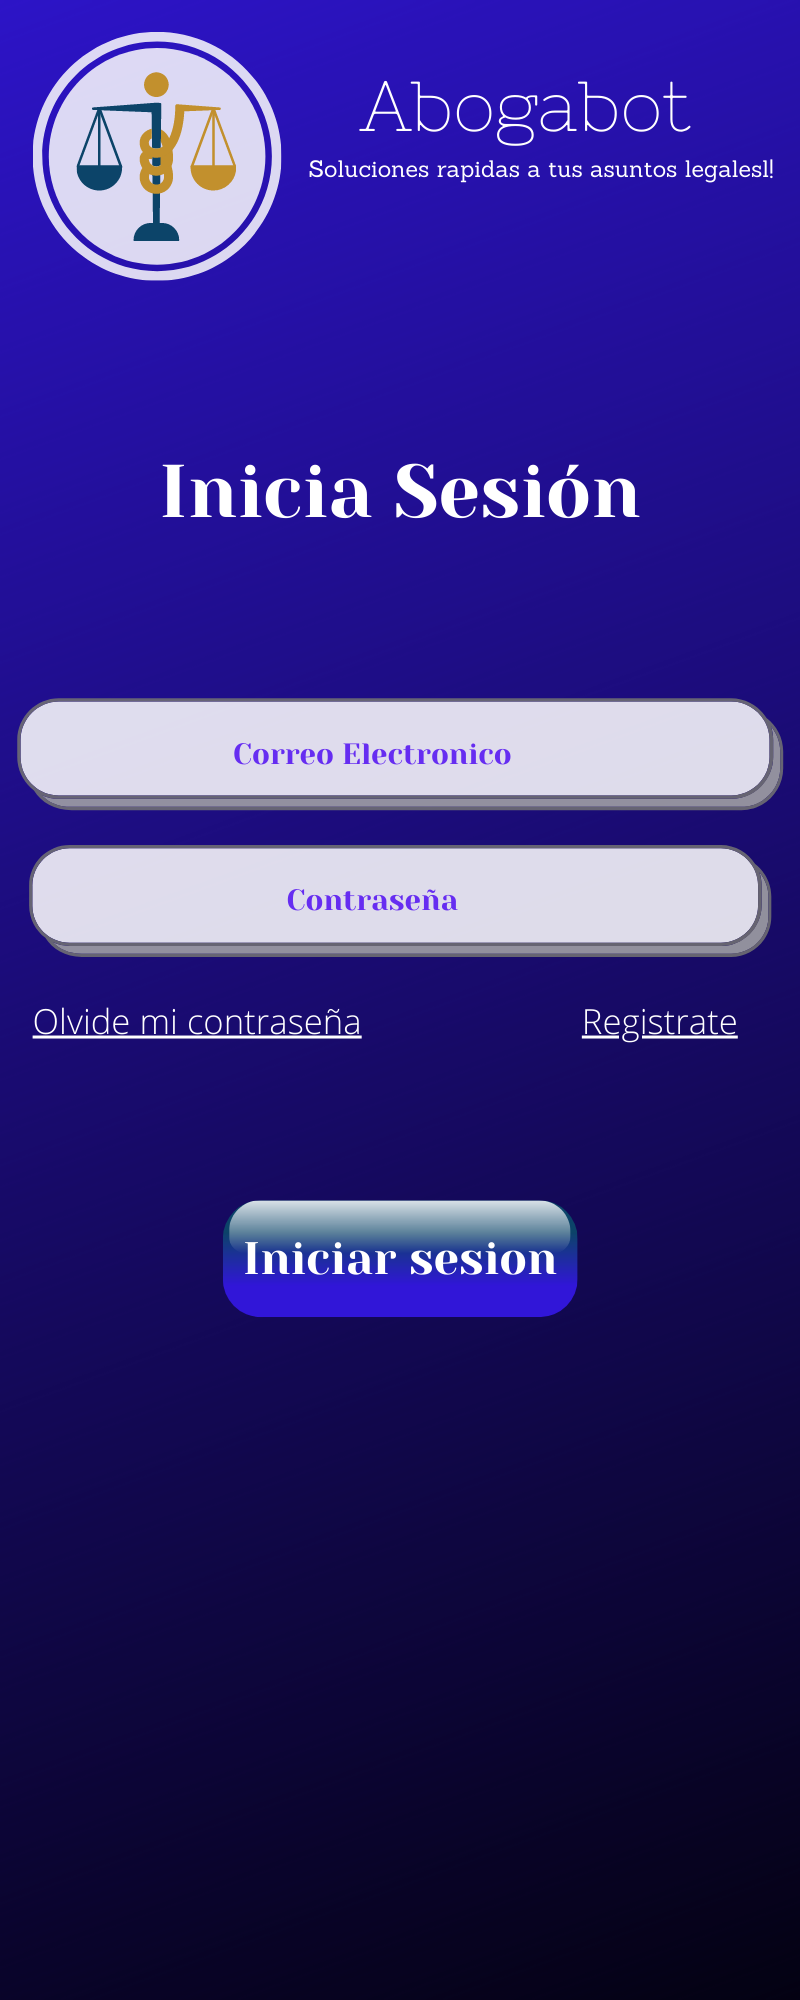 Abogabot
Soluciones rapidas a tus asuntos legalesl!
Inicia Sesión
Correo Electronico
Contraseña
Olvide mi contraseña
Registrate
Iniciar sesion